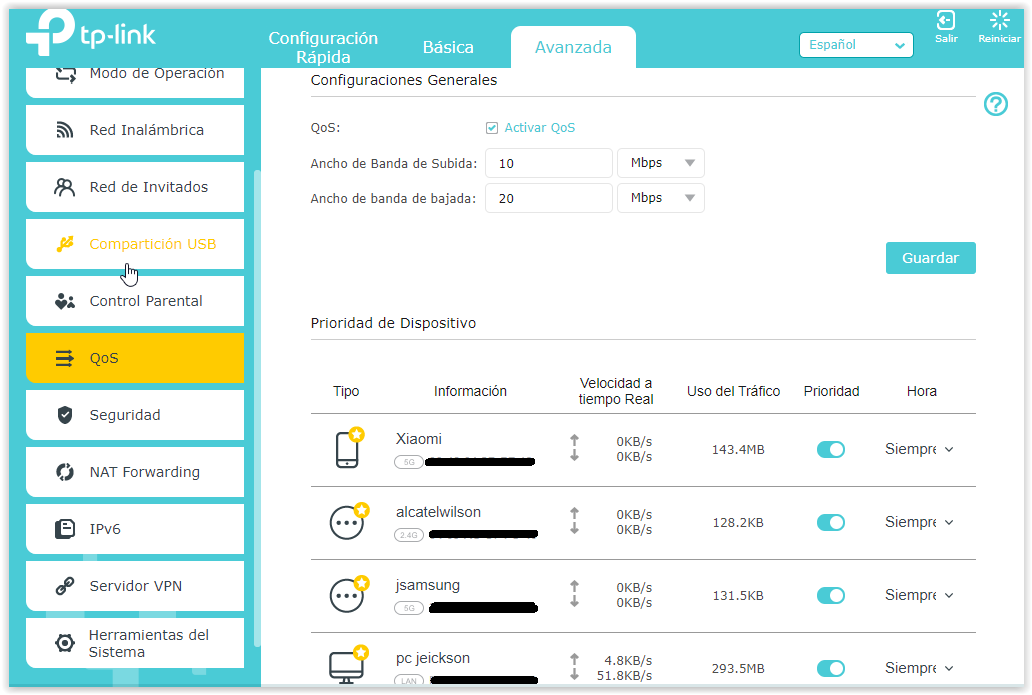 tp-link
Configuración
Rápida
Básica
Avanzada
Español
Salir
Reiniciar
Modo de Operación
Red Inalámbrica
Red de Invitados
Compartición USB
Control Parental
QoS
Seguridad
NAT Forwarding
IPv6
Servidor VPN
Herramientas del
Sistema
Configuraciones Generales
QoS: Activar QoS
Ancho de Banda de Subida: 10 Mbps
Ancho de banda de bajada: 20 Mbps
Guardar
Prioridad de Dispositivo
Tipo Información Velocidad a
tiempo Real Uso del Tráfico Prioridad Hora
Xiaomi
5G
0KB/s
0KB/s
143.4MB
Siempre
alcatelwilson
2.4G
0KB/s
0KB/s
128.2KB
Siempre
jsamsung
5G
0KB/s
0KB/s
131.5KB
Siempre
pc jeickson
LAN
4.8KB/s
51.8KB/s
293.5MB
Siempre